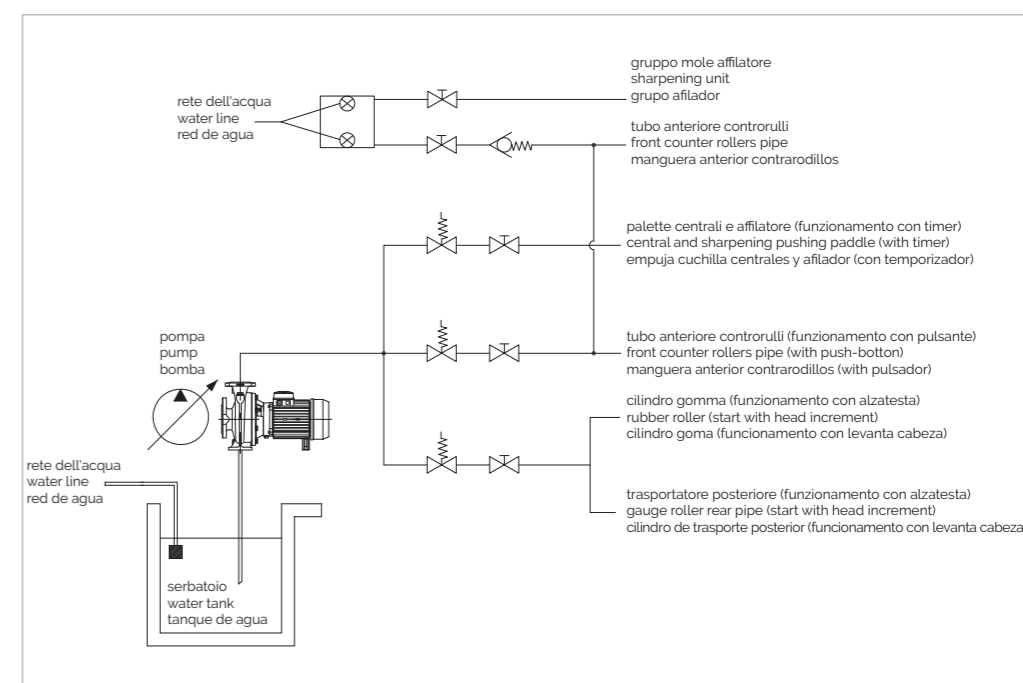 gruppo mole affilatore
sharpening unit
grupo afilador
rete dell'acqua
water line
red de agua
tubo anteriore controrulli
front counter rollers pipe
manguera anterior contrarodillos
palette centrali e affilatore (funzionamento con timer)
central and sharpening pushing paddle (with timer)
empuja cuchilla centrales y afilador (con temporizador)
pompa
pump
bomba
tubo anteriore controrulli (funzionamento con pulsante)
front counter rollers pipe (with push-botton)
manguera anterior contrarodillos (with pulsador)
cilindro gomma (funzionamento con alzatesta)
rubber roller (start with head increment)
cilindro goma (funcionamento con levanta cabeza)
rete dell'acqua
water line
red de agua
trasportatore posteriore (funzionamento con alzatesta)
gauge roller rear pipe (start with head increment)
cilindro de trasporte posterior (funcionamento con levanta cabeza
serbatoio
water tank
tanque de agua